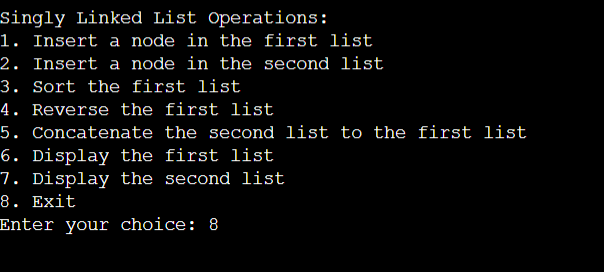 Singly Linked List Operations:
1. Insert a node in the first list
2. Insert a node in the second list
3. Sort the first list
4. Reverse the first list
5. Concatenate the second list to the first list
6. Display the first list
7. Display the second list
8. Exit
Enter your choice: 8